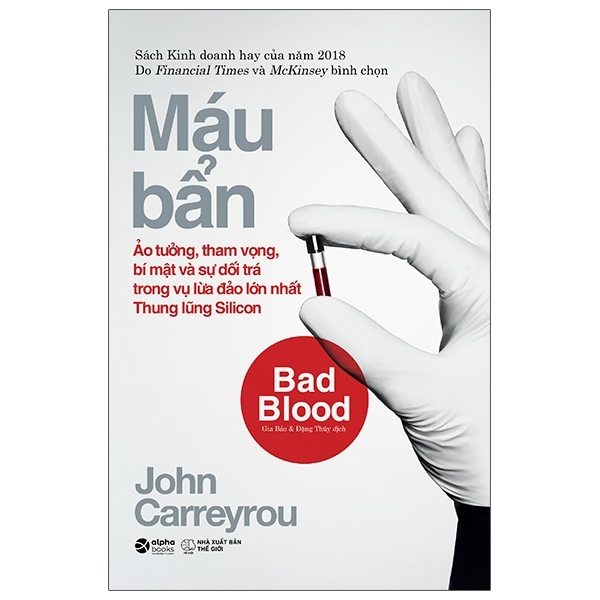 Sách Kinh doanh hay của năm 2018
Do Financial Times và McKinsey bình chọn
Máu
bẩn
Ảo tưởng, tham vọng,
bí mật và sự dối trá
trong vụ lừa đảo lớn nhất
Thung lũng Silicon
Bad
Blood
Gia Bảo & Đặng Thúy dịch
John
Carreyrou
alpha
books
NHÀ XUẤT BẢN
THẾ GIỚI